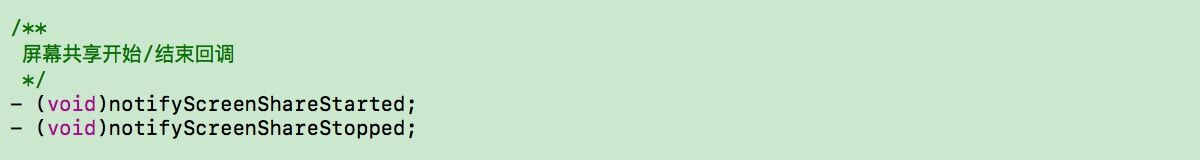 /**
屏幕共享开始/结束回调
*/
- (void)notifyScreenShareStarted;
- (void)notifyScreenShareStopped;